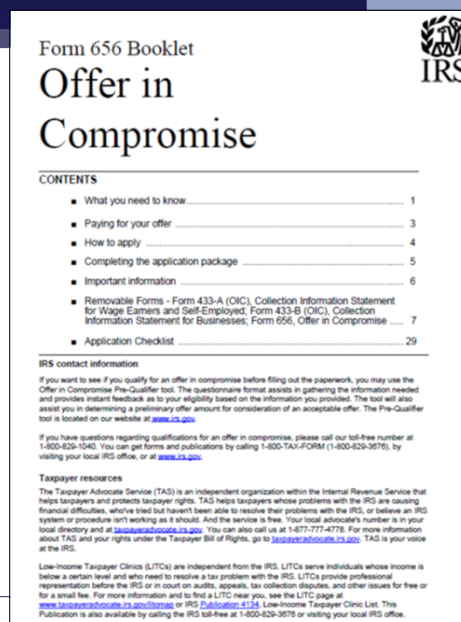 Form 656 Booklet
IRS
Offer in
Compromise
CONTENTS
■ What you need to know 1
■ Paying for your offer 3
■ How to apply 4
■ Completing the application package 5
■ Important information 6
■ Removable Forms - Form 433-A (OIC), Collection Information Statement
for Wage Earners and Self-Employed; Form 433-B (OIC), Collection
Information Statement for Businesses; Form 656, Offer in Compromise 7
■ Application Checklist 29
IRS contact information
If you want to see if you qualify for an offer in compromise before filling out the paperwork, you may use the
Offer in Compromise Pre-Qualifier tool. The questionnaire format assists in gathering the information needed
and provides instant feedback as to your eligibility based on the information you provided. The tool will also
assist you in determining a preliminary offer amount for consideration of an acceptable offer. The Pre-Qualifier
tool is located on our website at www.irs.gov.
If you have questions regarding qualifications for an offer in compromise, please call our toll-free number at
1-800-829-1040. You can get forms and publications by calling 1-800-TAX-FORM (1-800-829-3676), by
visiting your local IRS office, or at www.irs.gov.
Taxpayer resources
The Taxpayer Advocate Service (TAS) is an independent organization within the Internal Revenue Service that
helps taxpayers and protects taxpayer rights. TAS helps taxpayers whose problems with the IRS are causing
financial difficulties, who've tried but haven't been able to resolve their problems with the IRS, or believe an IRS
system or procedure isn't working as it should. And the service is free. Your local advocate's number is in your
local directory and at taxpayeradvocate.irs.gov. You can also call us at 1-877-777-4778. For more information
about TAS and your rights under the Taxpayer Bill of Rights, go to taxpayeradvocate.irs.gov. TAS is your voice
at the IRS.
Low-Income Taxpayer Clinics (LITCs) are independent from the IRS. LITCs serve individuals whose income is
below a certain level and who need to resolve a tax problem with the IRS. LITCs provide professional
representation before the IRS or in court on audits, appeals, tax collection disputes, and other issues for free or
for a small fee. For more information and to find a LITC near you, see the LITC page at
www.taxpayeradvocate.irs.gov/litcmap or IRS Publication 4134, Low-Income Taxpayer Clinic List. This
Publication is also available by calling the IRS toll-free at 1-800-829-3676 or visiting your local IRS office.